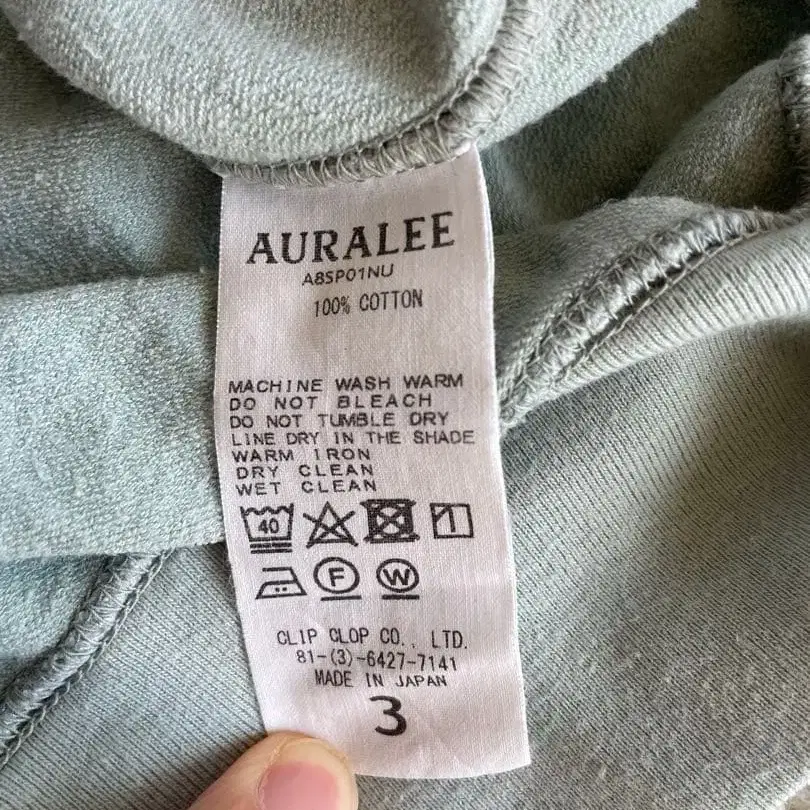 AURALEE
A8SP01NU
100% COTTON
MACHINE WASH WARM
DO NOT BLEACH
DO NOT TUMBLE DRY
LINE DRY IN THE SHADE
WARM IRON
DRY CLEAN
WET CLEAN
40
F W
CLIP CLOP CO., LTD.
81-(3)-6427-7141
MADE IN JAPAN
3